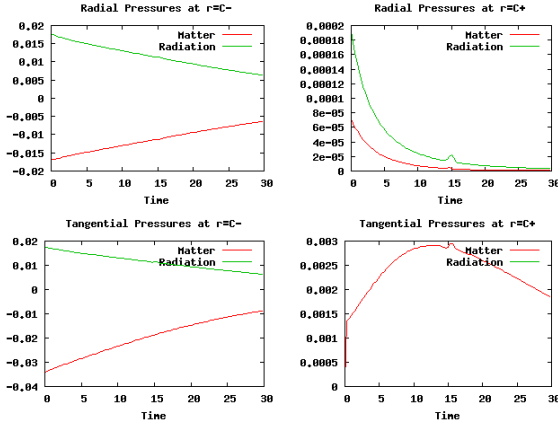 Radial Pressures at r=C-
0.02
0.015
0.01
0.005
0
-0.005
-0.01
-0.015
-0.02
Matter
Radiation
0 5 10 15 20 25 30
Time
Radial Pressures at r=C+
0.0002
0.00018
0.00016
0.00014
0.00012
0.0001
8e-05
6e-05
4e-05
2e-05
0
Matter
Radiation
0 5 10 15 20 25 30
Time
Tangential Pressures at r=C-
0.02
0.01
0
-0.01
-0.02
-0.03
-0.04
Matter
Radiation
0 5 10 15 20 25 30
Time
Tangential Pressures at r=C+
0.003
0.0025
0.002
0.0015
0.001
0.0005
0
Matter
Radiation
0 5 10 15 20 25 30
Time